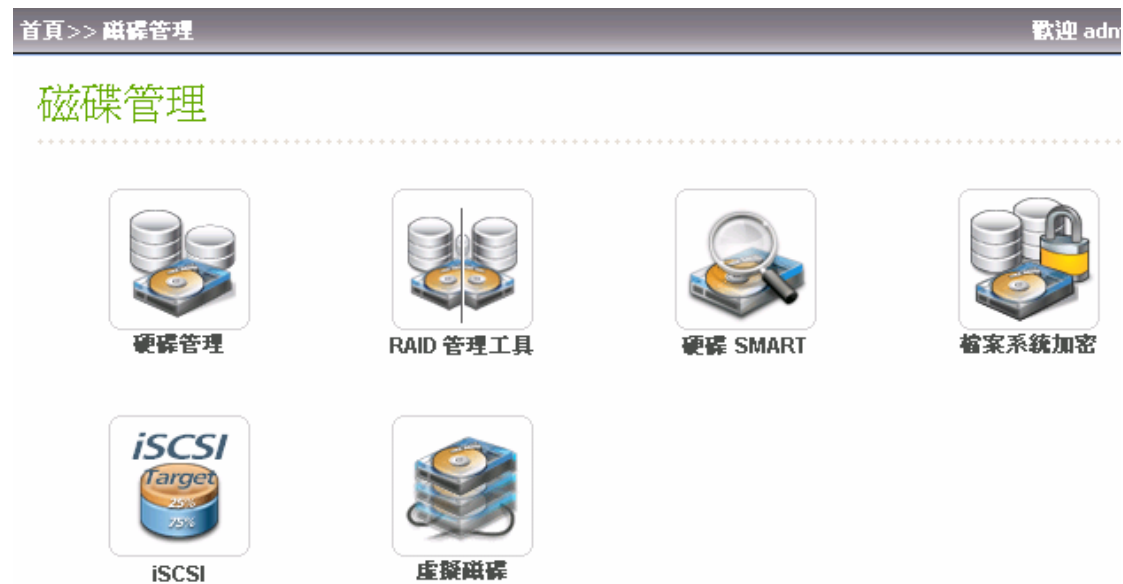 首頁>> 磁碟管理
歡迎 adm
磁碟管理
硬碟管理
RAID 管理工具
硬碟 SMART
檔案系統加密
iSCSI
Target
25%
75%
iSCSI
虛擬磁碟